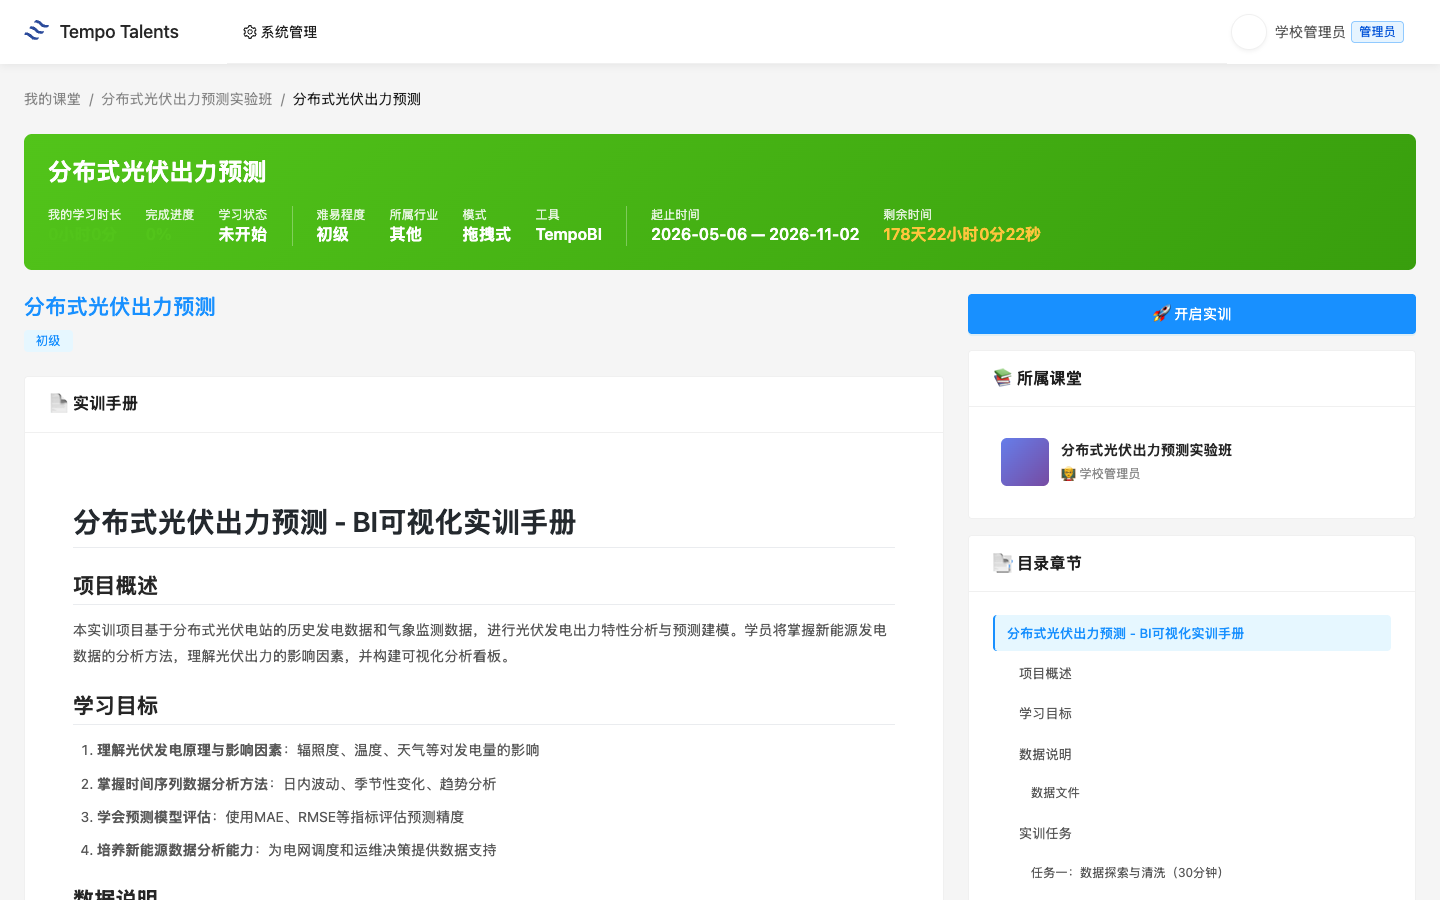 Tempo Talents
系统管理
学校管理员 管理员
我的课堂 / 分布式光伏出力预测实验班 / 分布式光伏出力预测
分布式光伏出力预测
我的学习时长 完成进度 学习状态 难易程度 所属行业 模式 工具 起止时间 剩余时间
0小时0分 0% 未开始 初级 其他 拖拽式 TempoBI 2026-05-06 — 2026-11-02 178天22小时0分22秒
分布式光伏出力预测
初级
🚀 开启实训
实训手册
分布式光伏出力预测 - BI可视化实训手册
项目概述
本实训项目基于分布式光伏电站的历史发电数据和气象监测数据，进行光伏发电出力特性分析与预测建模。学员将掌握新能源发电
数据的分析方法，理解光伏出力的影响因素，并构建可视化分析看板。
学习目标
1. 理解光伏发电原理与影响因素：辐照度、温度、天气等对发电量的影响
2. 掌握时间序列数据分析方法：日内波动、季节性变化、趋势分析
3. 学会预测模型评估：使用MAE、RMSE等指标评估预测精度
4. 培养新能源数据分析能力：为电网调度和运维决策提供数据支持
数据说明
所属课堂
分布式光伏出力预测实验班
学校管理员
目录章节
分布式光伏出力预测 - BI可视化实训手册
项目概述
学习目标
数据说明
数据文件
实训任务
任务一：数据探索与清洗（30分钟）